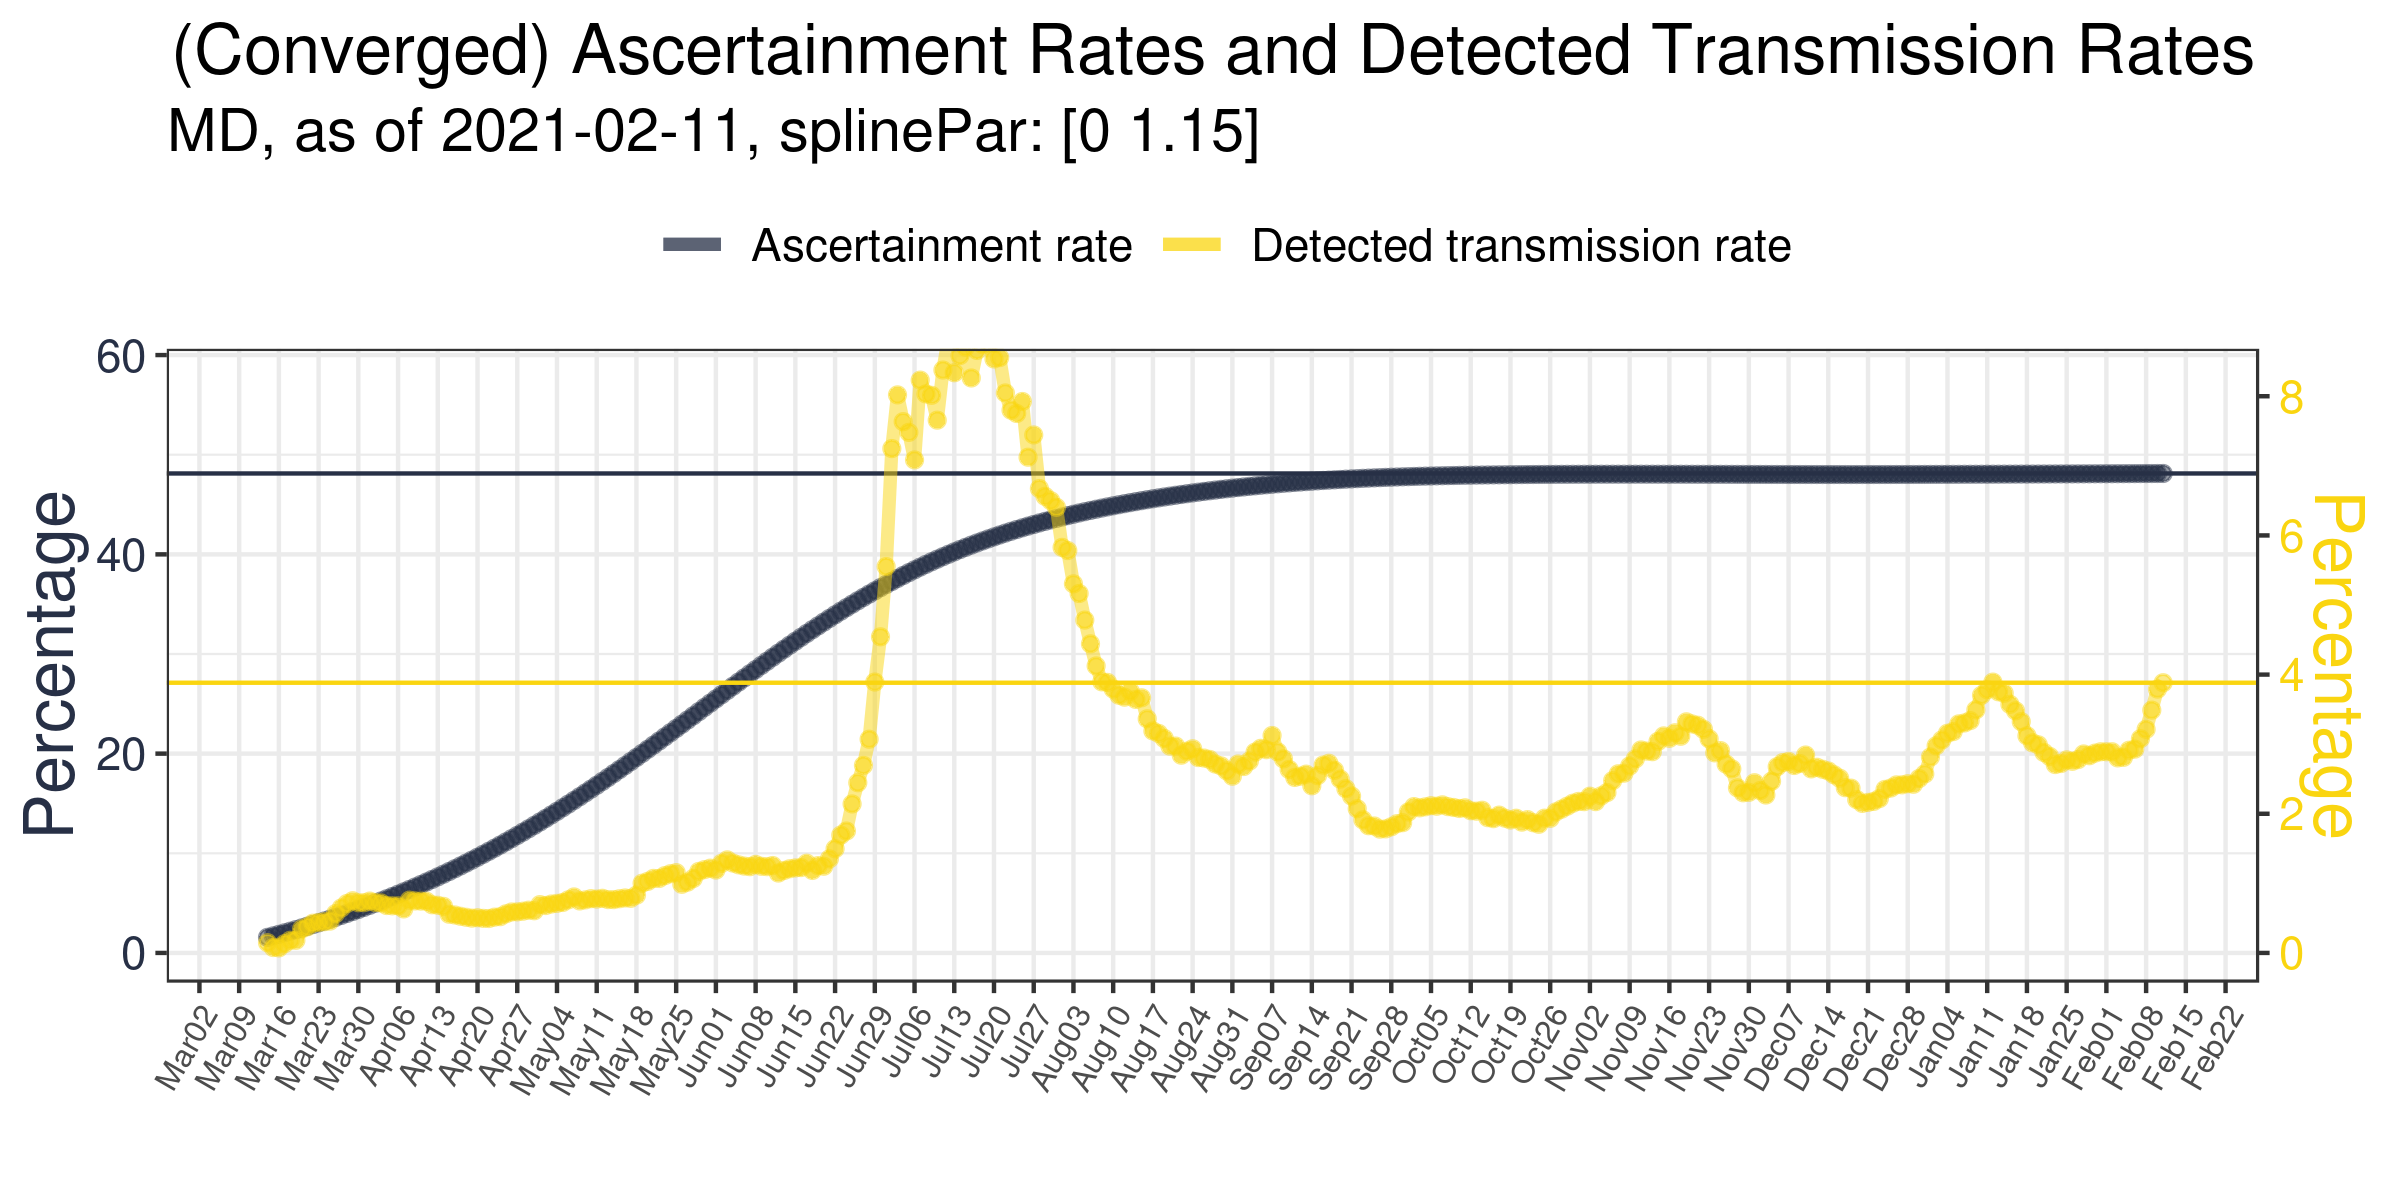 (Converged) Ascertainment Rates and Detected Transmission Rates
MD, as of 2021-02-11, splinePar: [0 1.15]
Ascertainment rate Detected transmission rate
Percentage
60
40
20
0
8
6
4
2
0
Percentage
Mar02 Mar09 Mar16 Mar23 Mar30 Apr06 Apr13 Apr20 Apr27 May04 May11 May18 May25 Jun01 Jun08 Jun15 Jun22 Jun29 Jul06 Jul13 Jul20 Jul27 Aug03 Aug10 Aug17 Aug24 Aug31 Sep07 Sep14 Sep21 Sep28 Oct05 Oct12 Oct19 Oct26 Nov02 Nov09 Nov16 Nov23 Nov30 Dec07 Dec14 Dec21 Dec28 Jan04 Jan11 Jan18 Jan25 Feb01 Feb08 Feb15 Feb22